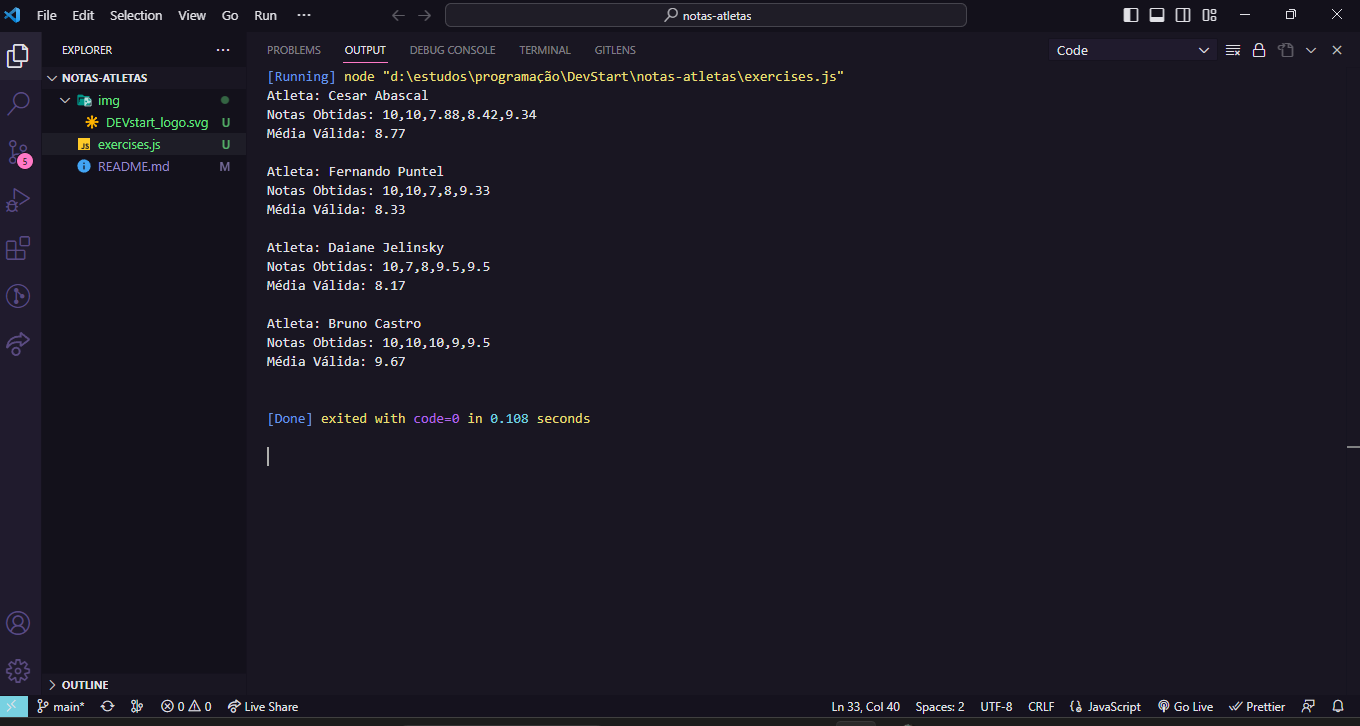 File Edit Selection View Go Run ··· notas-atletas
EXPLORER ···
NOTAS-ATLETAS
img
DEVstart_logo.svg U
JS exercises.js U
README.md M
5
OUTLINE
PROBLEMS OUTPUT DEBUG CONSOLE TERMINAL GITLENS Code
[Running] node "d:\estudos\programação\DevStart\notas-atletas\exercises.js"
Atleta: Cesar Abascal
Notas Obtidas: 10,10,7.88,8.42,9.34
Média Válida: 8.77
Atleta: Fernando Puntel
Notas Obtidas: 10,10,7,8,9.33
Média Válida: 8.33
Atleta: Daiane Jelinsky
Notas Obtidas: 10,7,8,9.5,9.5
Média Válida: 8.17
Atleta: Bruno Castro
Notas Obtidas: 10,10,10,9,9.5
Média Válida: 9.67
[Done] exited with code=0 in 0.108 seconds
main* 0 0 Live Share Ln 33, Col 40 Spaces: 2 UTF-8 CRLF JavaScript Go Live Prettier